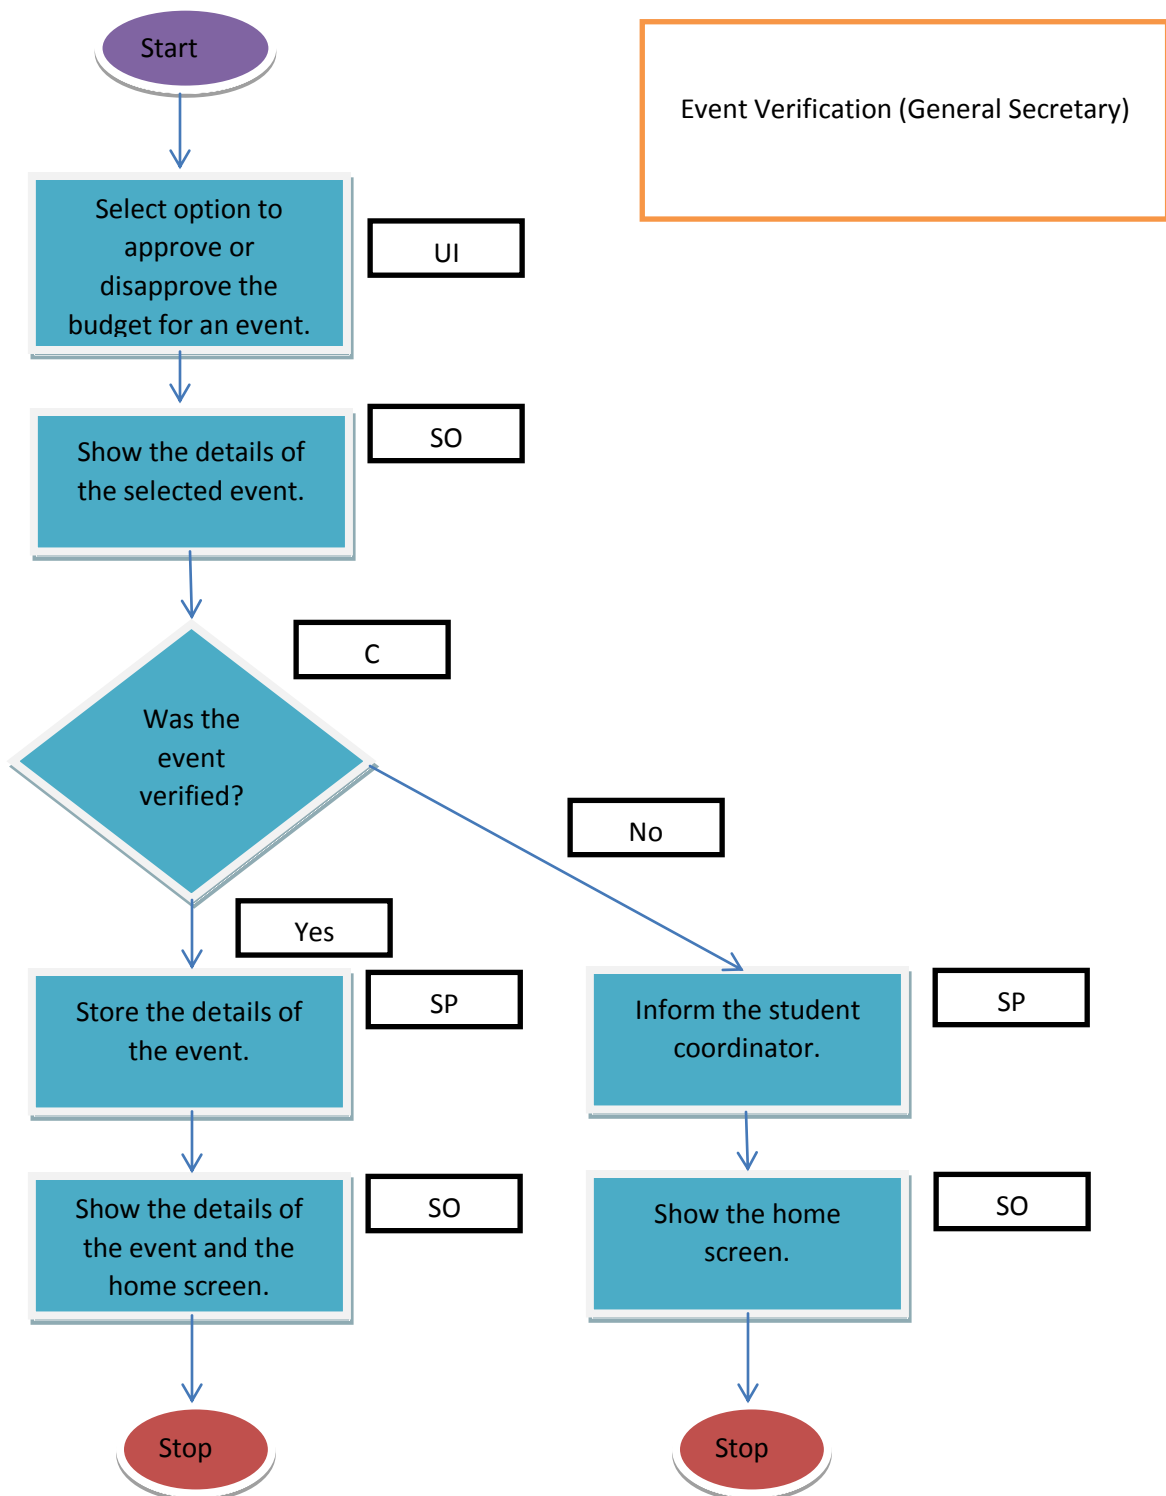 Start
Event Verification (General Secretary)
Select option to
approve or
disapprove the
budget for an event.
UI
Show the details of
the selected event.
SO
C
Was the
event
verified?
No
Yes
Store the details of
the event.
SP
Inform the student
coordinator.
SP
Show the details of
the event and the
home screen.
SO
Show the home
screen.
SO
Stop
Stop